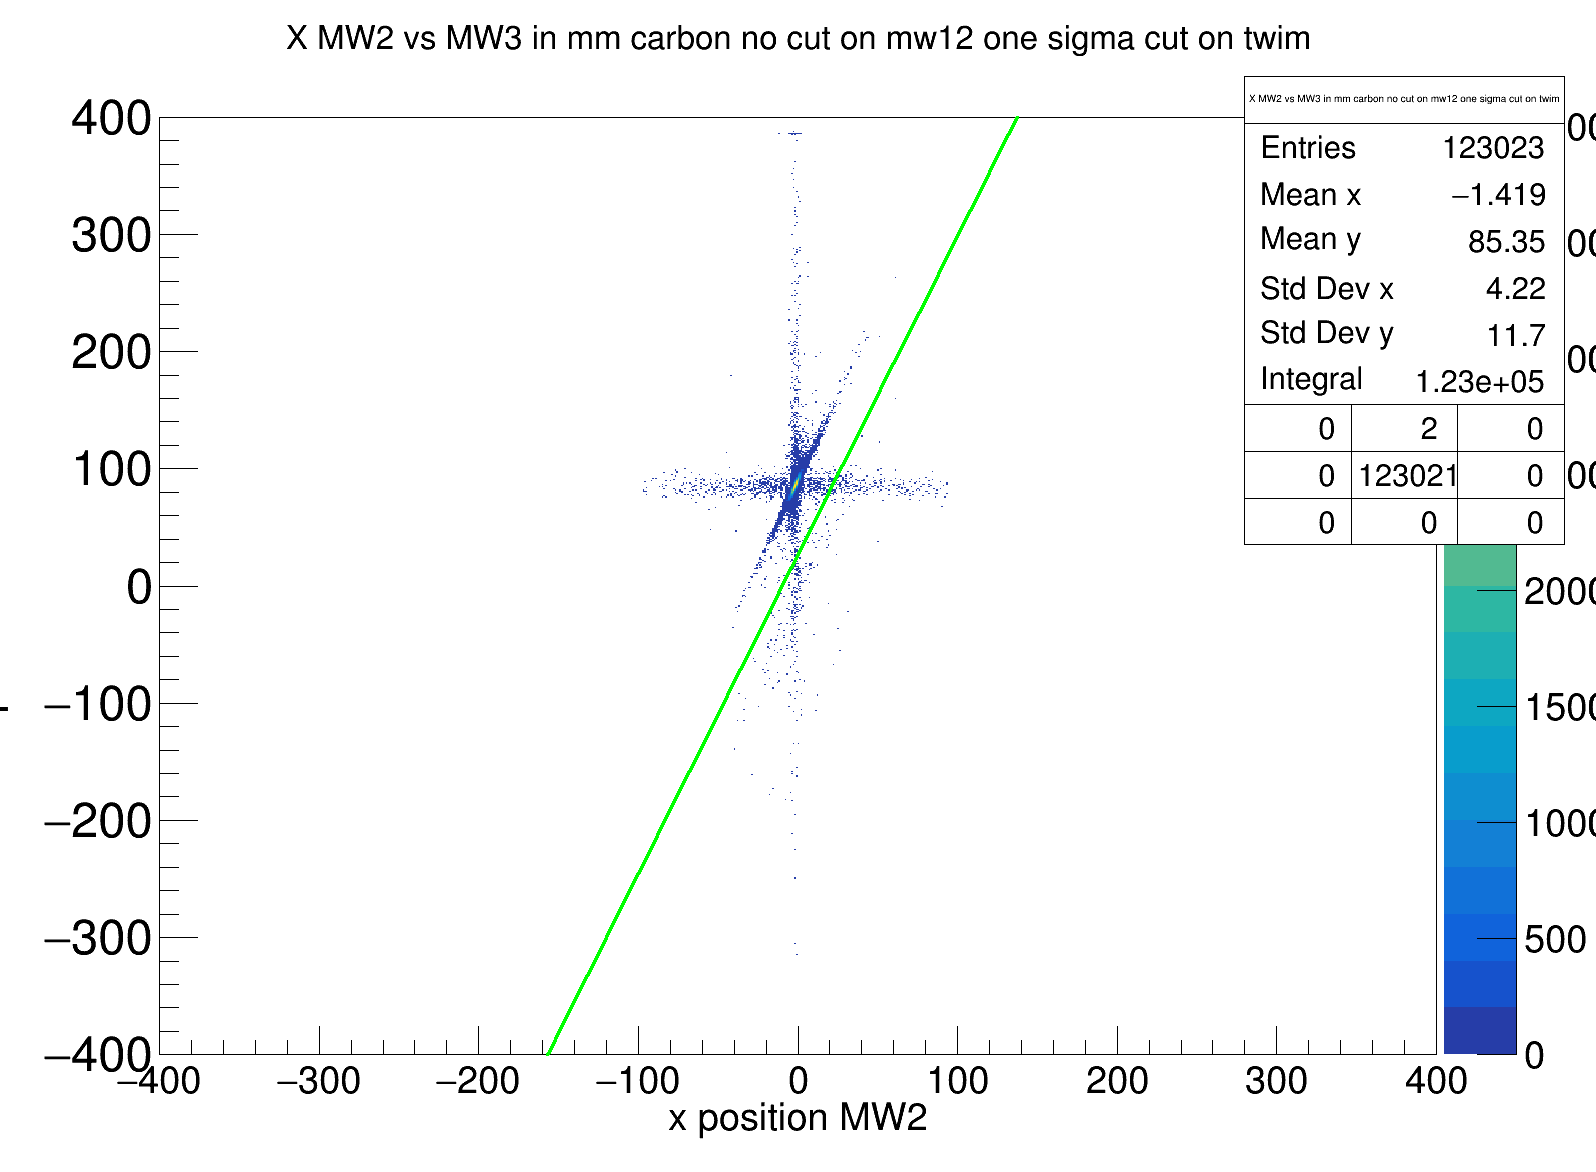 X MW2 vs MW3 in mm carbon no cut on mw12 one sigma cut on twim
X MW2 vs MW3 in mm carbon no cut on mw12 one sigma cut on twim
Entries 123023
Mean x −1.419
Mean y 85.35
Std Dev x 4.22
Std Dev y 11.7
Integral 1.23e+05
0 2 0
0 123021 0
0 0 0
400
300
200
100
0
−100
−200
−300
−400
−400 −300 −200 −100 0 100 200 300 400
x position MW2
2000
1500
1000
500
0